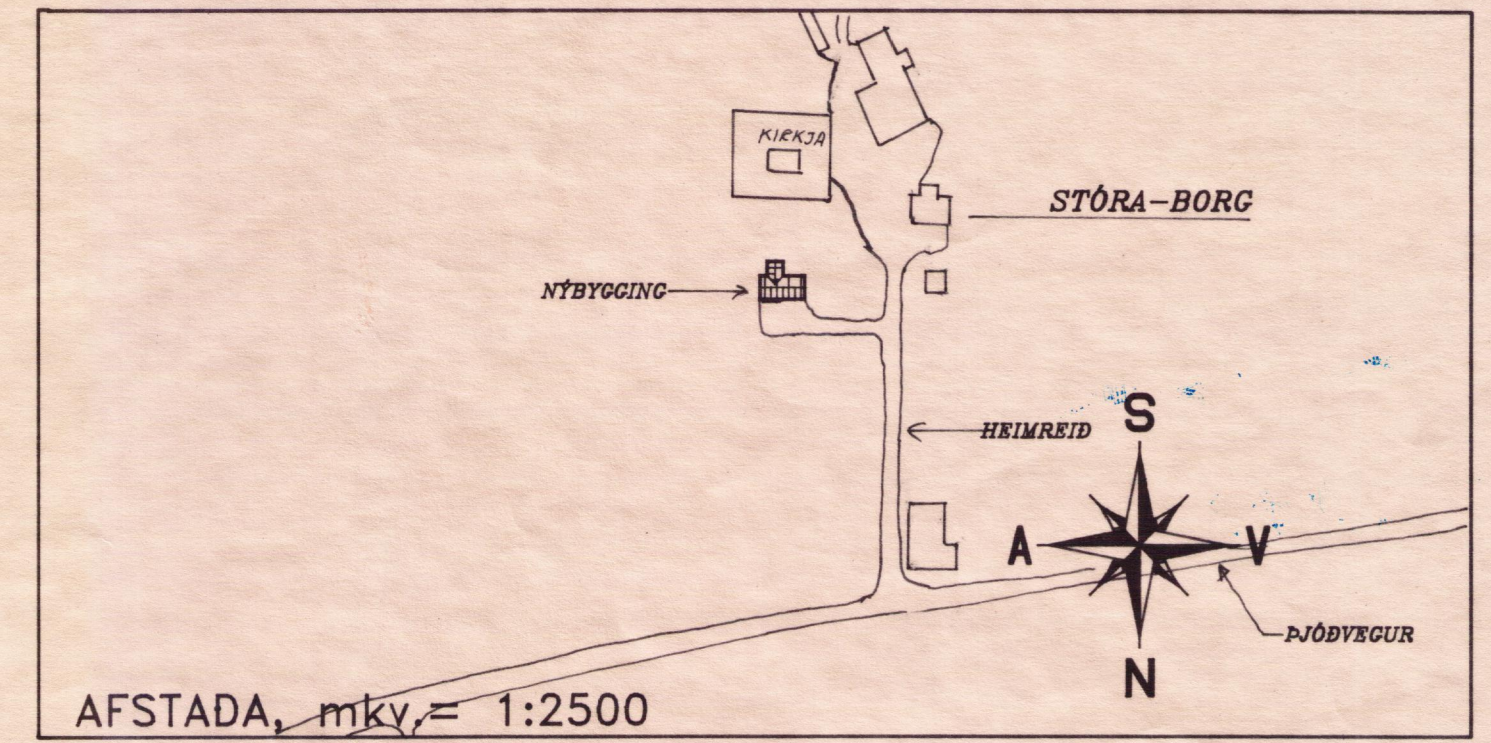 KIRKJA
STÓRA-BORG
NÝBYGGING
HEIMREIÐ
S
A
V
N
ÞJÓÐVEGUR
AFSTAÐA, mkv.= 1:2500